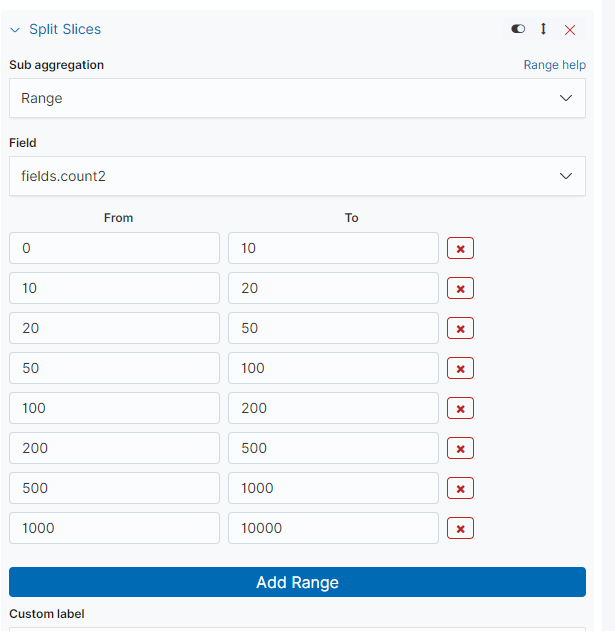 Split Slices
Sub aggregation Range help
Range
Field
fields.count2
From To
0 10
10 20
20 50
50 100
100 200
200 500
500 1000
1000 10000
Add Range
Custom label